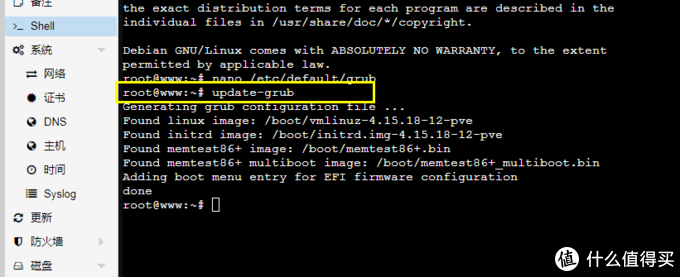 备注
Shell
系统
网络
证书
DNS
主机
时间
Syslog
更新
防火墙
磁盘
the exact distribution terms for each program are described in the
individual files in /usr/share/doc/*/copyright.
Debian GNU/Linux comes with ABSOLUTELY NO WARRANTY, to the extent
permitted by applicable law.
root@www:~# nano /etc/default/grub
root@www:~# update-grub
Generating grub configuration file ...
Found linux image: /boot/vmlinuz-4.15.18-12-pve
Found initrd image: /boot/initrd.img-4.15.18-12-pve
Found memtest86+ image: /boot/memtest86+.bin
Found memtest86+ multiboot image: /boot/memtest86+_multiboot.bin
Adding boot menu entry for EFI firmware configuration
done
root@www:~#
值 什么值得买